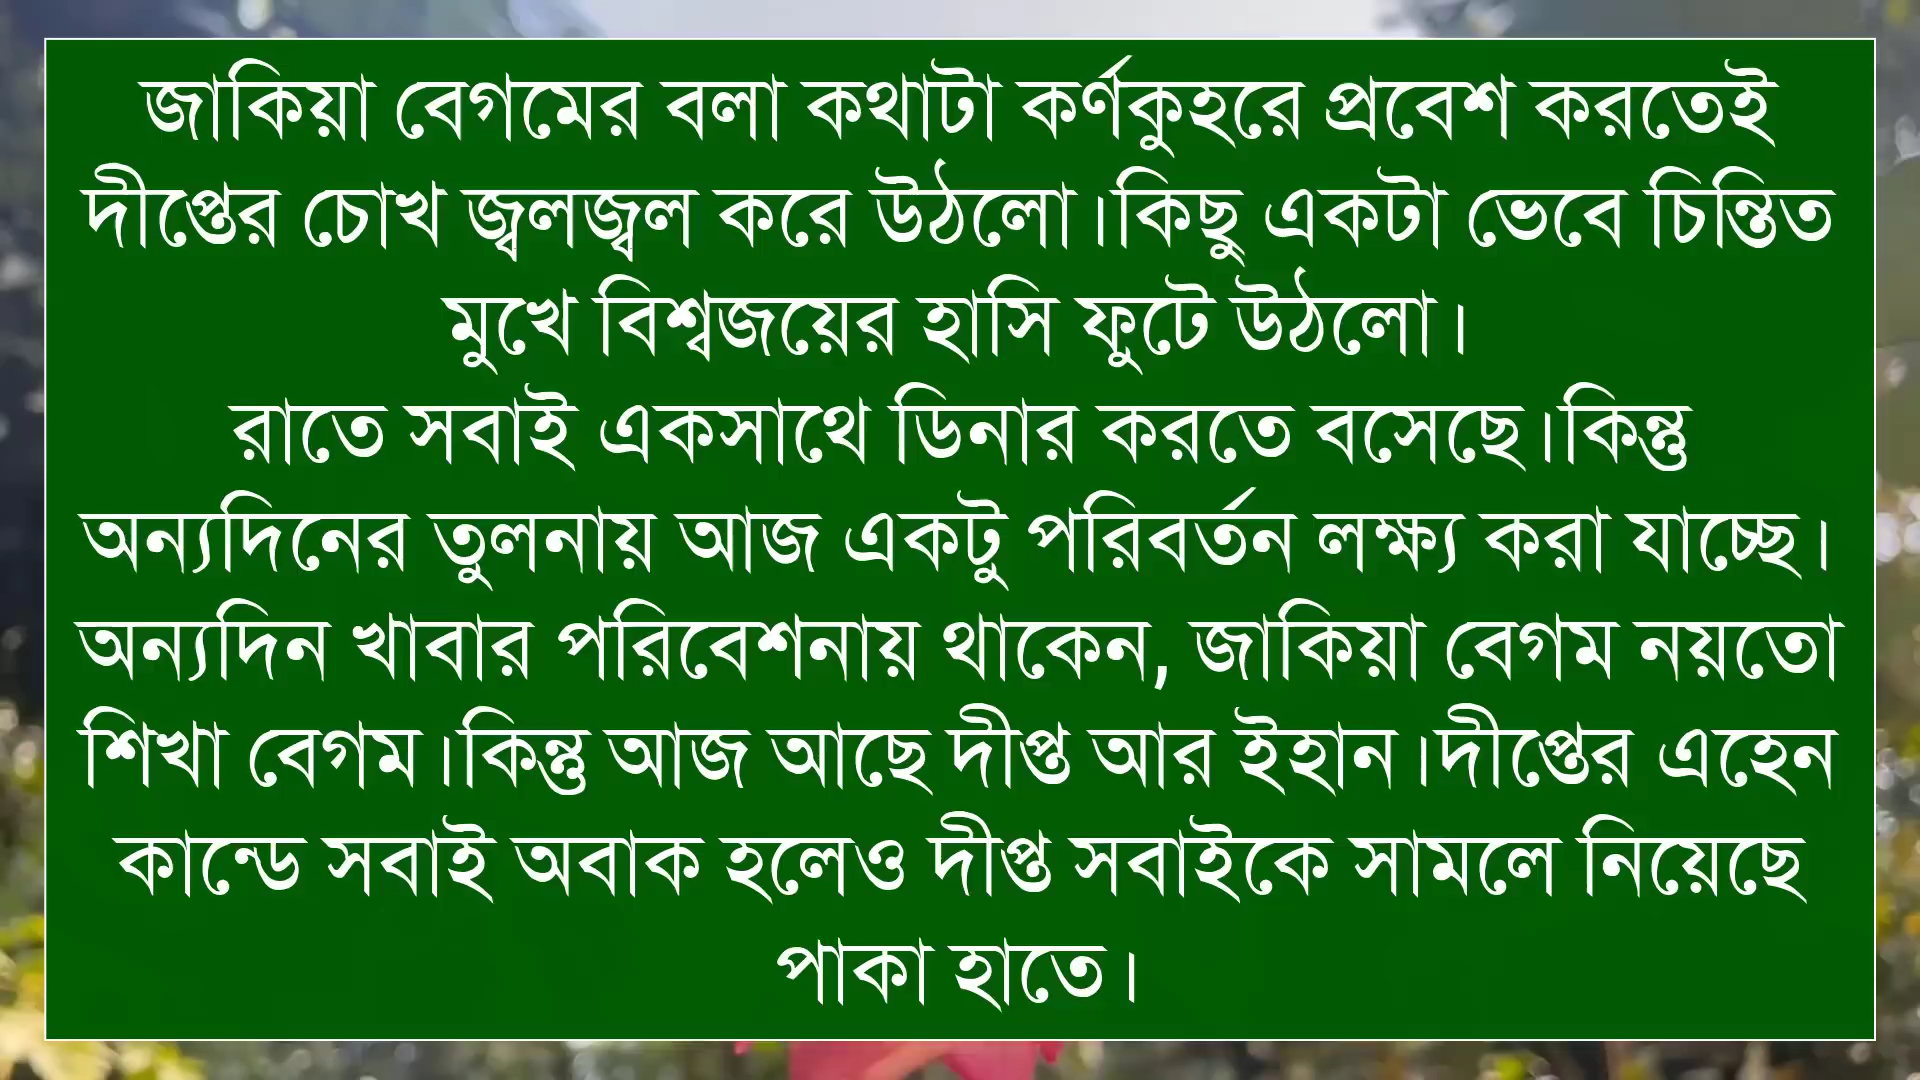 জাকিয়া বেগমের বলা কথাটা কর্ণকুহরে প্রবেশ করতেই
দীপ্তের চোখ জ্বলজ্বল করে উঠলো।কিছু একটা ভেবে চিন্তিত
মুখে বিশ্বজয়ের হাসি ফুটে উঠলো।
রাতে সবাই একসাথে ডিনার করতে বসেছে।কিন্তু
অন্যদিনের তুলনায় আজ একটু পরিবর্তন লক্ষ্য করা যাচ্ছে।
অন্যদিন খাবার পরিবেশনায় থাকেন, জাকিয়া বেগম নয়তো
শিখা বেগম।কিন্তু আজ আছে দীপ্ত আর ইহান।দীপ্তের এহেন
কান্ডে সবাই অবাক হলেও দীপ্ত সবাইকে সামলে নিয়েছে
পাকা হাতে।